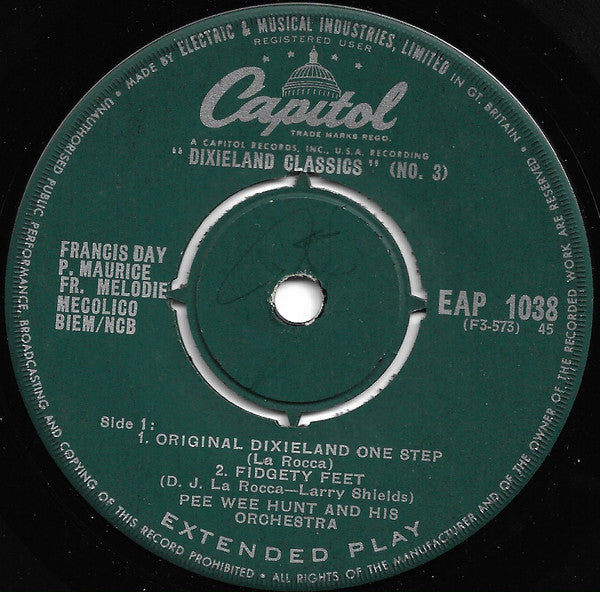 MADE BY ELECTRIC & MUSICAL INDUSTRIES, LIMITED IN GT. BRITAIN
REGISTERED USER
Capitol
TRADE MARKS REGD.
A CAPITOL RECORDS, INC., U.S.A. RECORDING
"DIXIELAND CLASSICS" (NO. 3)
FRANCIS DAY
P. MAURICE
FR. MELODIE
MECOLICO
BIEM/NCB
EAP 1038
(F3-573) 45
Side 1:
1. ORIGINAL DIXIELAND ONE STEP
(La Rocca)
2. FIDGETY FEET
(D. J. La Rocca—Larry Shields)
PEE WEE HUNT AND HIS
ORCHESTRA
EXTENDED PLAY
UNAUTHORISED PUBLIC PERFORMANCE, BROADCASTING AND COPYING OF THIS RECORD PROHIBITED • ALL RIGHTS OF THE MANUFACTURER AND OF THE OWNER OF THE RECORDED WORK ARE RESERVED •